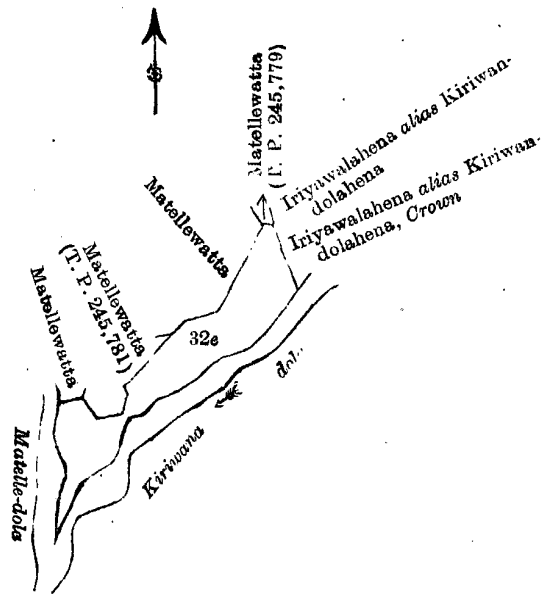 Matellewatta
(T. P. 245,779)
Iriyawalahena alias Kiriwan-
dolahena
Iriyawalahena alias Kiriwan-
dolahena, Crown
Matellewatta
Matellewatta
(T. P. 245,781)
Matellewatta
32e
Matelle-dola
Kiriwana